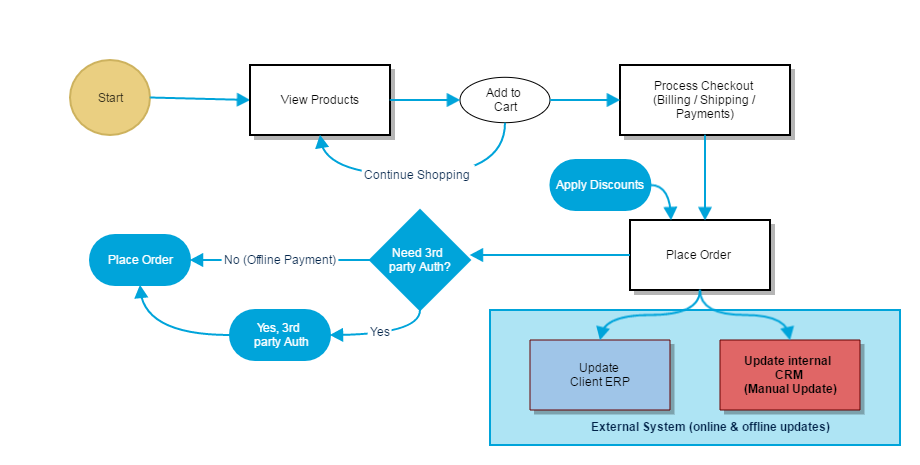 Start
View Products
Add to
Cart
Process Checkout
(Billing / Shipping /
Payments)
Continue Shopping
Apply Discounts
Place Order
Need 3rd
party Auth?
No (Offline Payment)
Place Order
Yes
Yes, 3rd
party Auth
Update
Client ERP
Update internal
CRM
(Manual Update)
External System (online & offline updates)